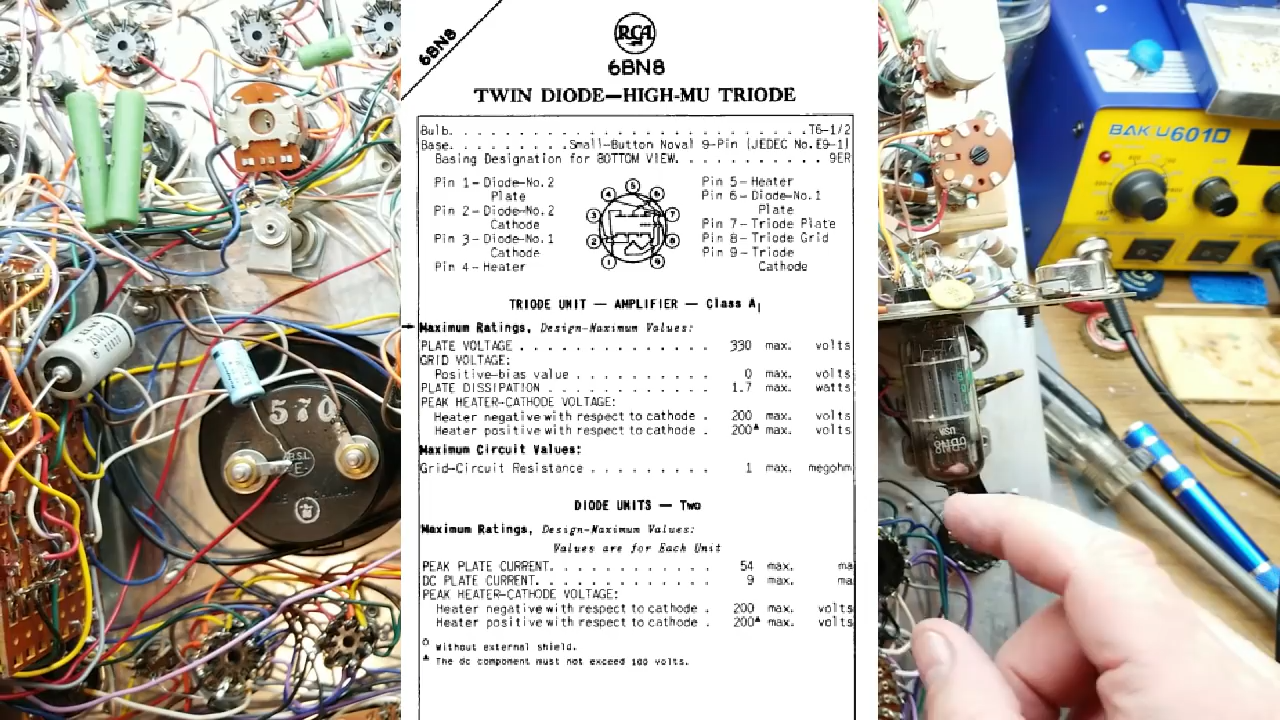 570
6BN8
RCA
6BN8
TWIN DIODE—HIGH-MU TRIODE
Bulb. . . . . . . . . . . . . . . . . . . . . . . . . . T6-1/2
Base. . . . . . . . . .Small-Button Noval 9-Pin (JEDEC No.E9-1)
Basing Designation for BOTTOM VIEW. . . . . . . . . . . 9ER
Pin 1-Diode-No.2
Plate
Pin 2-Diode-No.2
Cathode
Pin 3-Diode-No.1
Cathode
Pin 4-Heater
1
2
3
4
5
6
7
8
9
Pin 5-Heater
Pin 6-Diode-No.1
Plate
Pin 7-Triode Plate
Pin 8-Triode Grid
Pin 9-Triode
Cathode
TRIODE UNIT — AMPLIFIER — Class A1
Maximum Ratings, Design-Maximum Values:
PLATE VOLTAGE . . . . . . . . . . . . . . 330 max. volts
GRID VOLTAGE:
Positive-bias value . . . . . . . . . . 0 max. volts
PLATE DISSIPATION . . . . . . . . . . . . 1.7 max. watts
PEAK HEATER-CATHODE VOLTAGE:
Heater negative with respect to cathode . 200 max. volts
Heater positive with respect to cathode . 200▲ max. volts
Maximum Circuit Values:
Grid-Circuit Resistance . . . . . . . . . 1 max. megohm
DIODE UNITS — Two
Maximum Ratings, Design-Maximum Values:
Values are for Each Unit
PEAK PLATE CURRENT. . . . . . . . . . . . 54 max. ma
DC PLATE CURRENT. . . . . . . . . . . . . 9 max. ma
PEAK HEATER-CATHODE VOLTAGE:
Heater negative with respect to cathode . 200 max. volts
Heater positive with respect to cathode . 200▲ max. volts
○ Without external shield.
▲ The dc component must not exceed 100 volts.
BAKU 601D
6BN8
USA